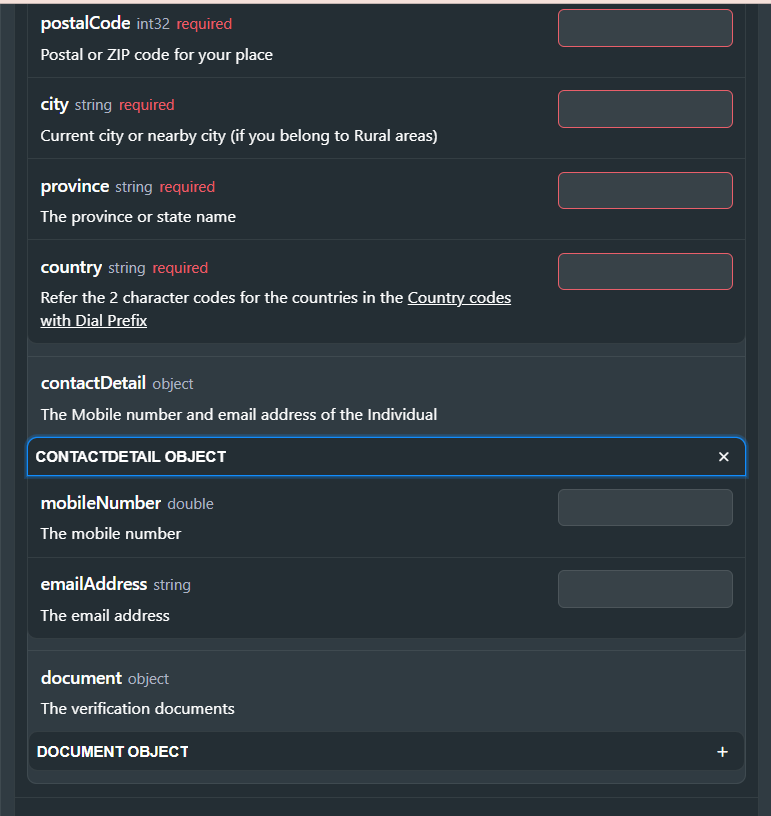 postalCode int32 required
Postal or ZIP code for your place
city string required
Current city or nearby city (if you belong to Rural areas)
province string required
The province or state name
country string required
Refer the 2 character codes for the countries in the Country codes
with Dial Prefix
contactDetail object
The Mobile number and email address of the Individual
CONTACTDETAIL OBJECT
mobileNumber double
The mobile number
emailAddress string
The email address
document object
The verification documents
DOCUMENT OBJECT